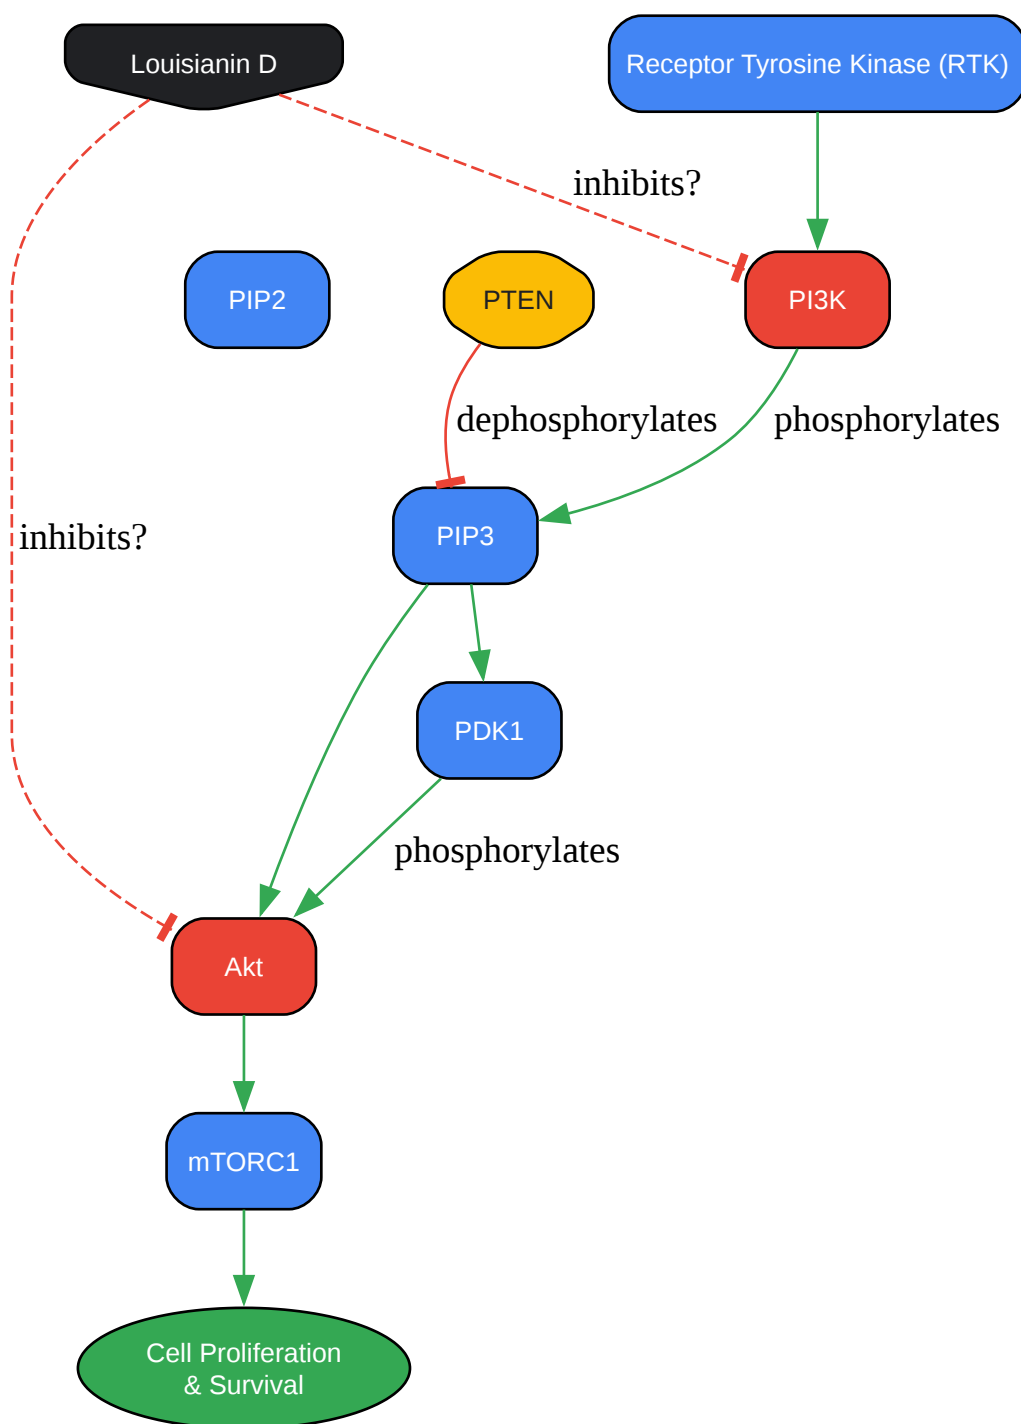 Louisianin D
Receptor Tyrosine Kinase (RTK)
inhibits?
PIP2
PTEN
PI3K
dephosphorylates
phosphorylates
inhibits?
PIP3
PDK1
phosphorylates
Akt
mTORC1
Cell Proliferation
& Survival